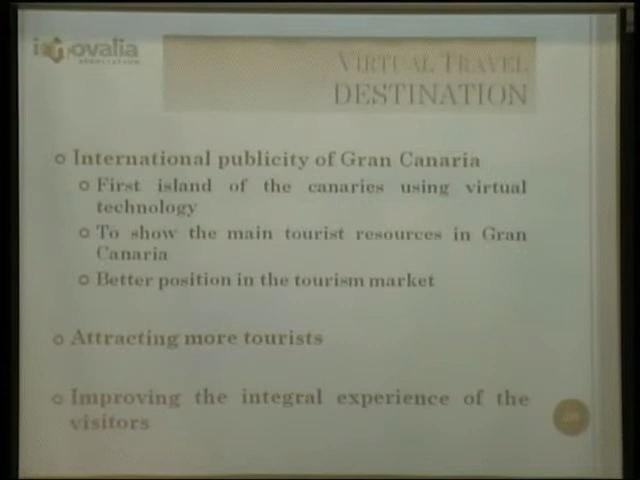 innovalia
ASSOCIATION
VIRTUAL TRAVEL
DESTINATION
International publicity of Gran Canaria
First island of the canaries using virtual
technology
To show the main tourist resources in Gran
Canaria
Better position in the tourism market
Attracting more tourists
Improving the integral experience of the
visitors